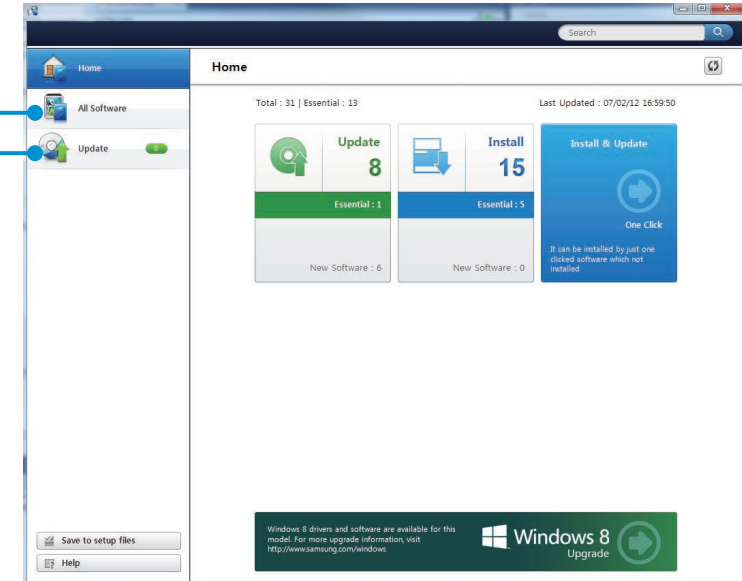 Search
Home
All Software
Update
Home
Total : 31 | Essential : 13
Last Updated : 07/02/12 16:59:50
Update
8
Essential : 1
New Software : 6
Install
15
Essential : 5
New Software : 0
Install & Update
One Click
It can be installed by just one
clicked software which not
installed
Windows 8 drivers and software are available for this
model. For more upgrade information, visit
http://www.samsung.com/windows
Windows 8
Upgrade
Save to setup files
Help